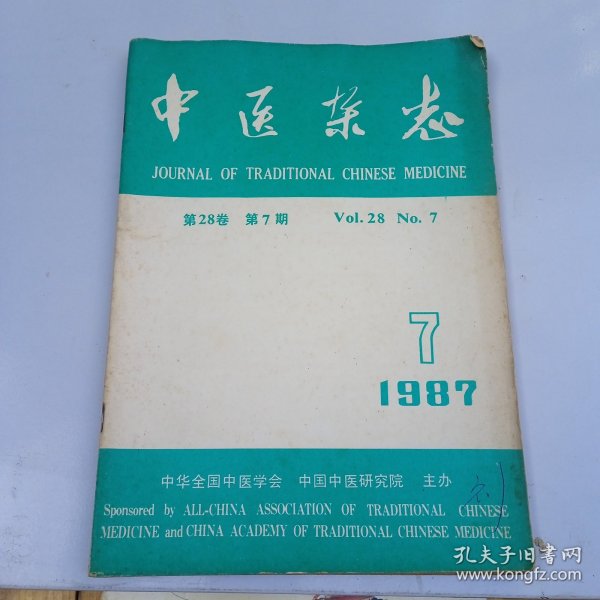 中医杂志
JOURNAL OF TRADITIONAL CHINESE MEDICINE
第28卷 第7期 Vol.28 No.7
7
1987
中华全国中医学会 中国中医研究院 主办
Sponsored by ALL-CHINA ASSOCIATION OF TRADITIONAL CHINESE
MEDICINE and CHINA ACADEMY OF TRADITIONAL CHINESE MEDICINE
孔夫子旧书网
www.kongfz.com